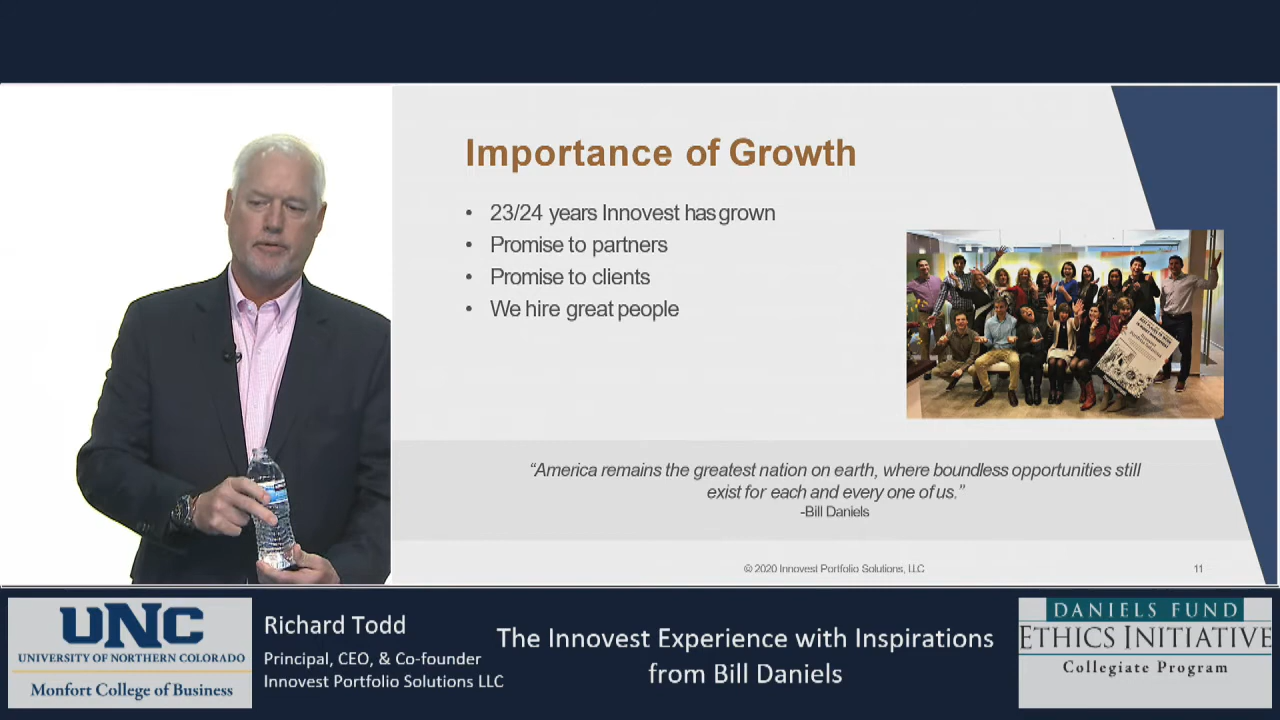 Importance of Growth
• 23/24 years Innovest has grown
• Promise to partners
• Promise to clients
• We hire great people
“America remains the greatest nation on earth, where boundless opportunities still
exist for each and every one of us.”
-Bill Daniels
© 2020 Innovest Portfolio Solutions, LLC
11
UNC
UNIVERSITY OF NORTHERN COLORADO
Monfort College of Business
Richard Todd
Principal, CEO, & Co-founder
Innovest Portfolio Solutions LLC
The Innovest Experience with Inspirations
from Bill Daniels
DANIELS FUND
ETHICS INITIATIVE
Collegiate Program